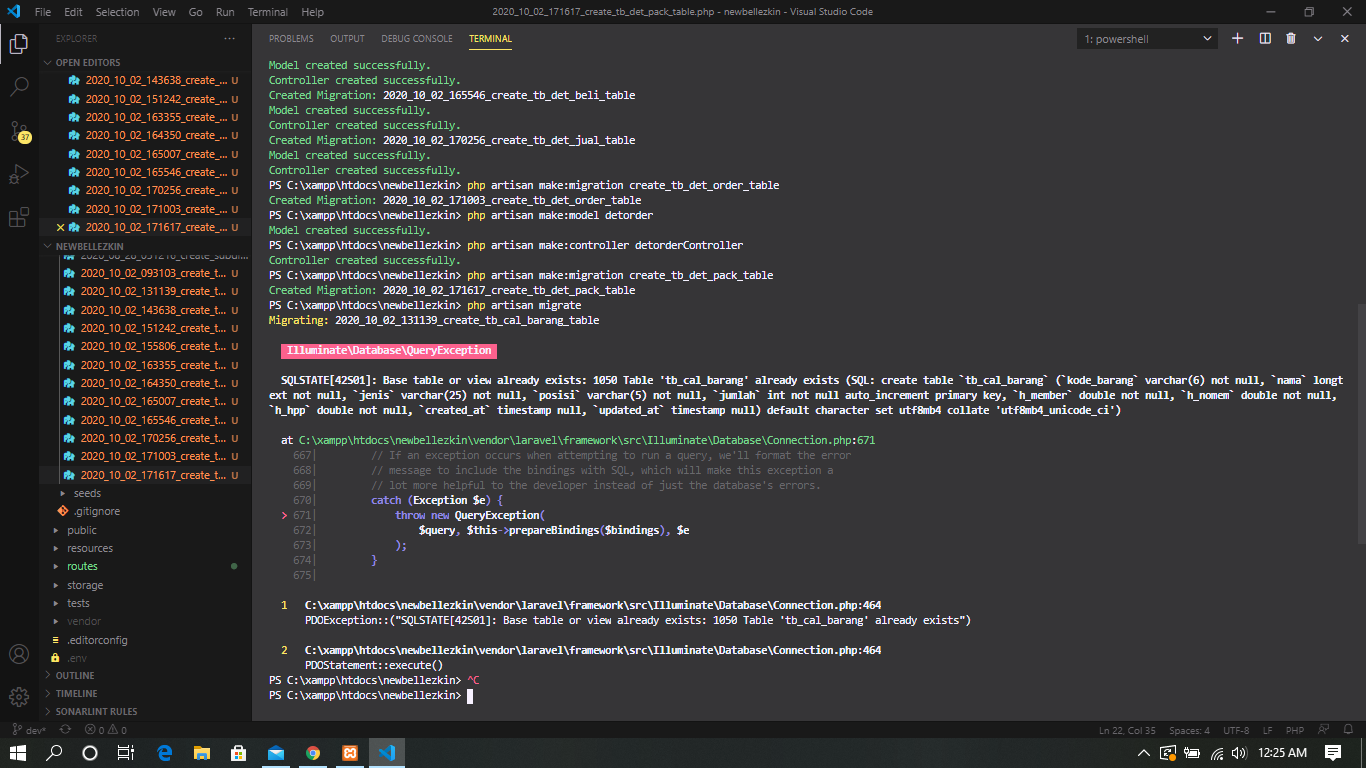 File Edit Selection View Go Run Terminal Help
2020_10_02_171617_create_tb_det_pack_table.php - newbellezkin - Visual Studio Code
EXPLORER
OPEN EDITORS
2020_10_02_143638_create_... U
2020_10_02_151242_create_... U
2020_10_02_163355_create_... U
2020_10_02_164350_create_... U
2020_10_02_165007_create_... U
2020_10_02_165546_create_... U
2020_10_02_170256_create_... U
2020_10_02_171003_create_... U
2020_10_02_171617_create_... U
37
NEWBELLEZKIN
2020_10_02_093103_create_t... U
2020_10_02_131139_create_t... U
2020_10_02_143638_create_t... U
2020_10_02_151242_create_t... U
2020_10_02_155806_create_t... U
2020_10_02_163355_create_t... U
2020_10_02_164350_create_t... U
2020_10_02_165007_create_t... U
2020_10_02_165546_create_t... U
2020_10_02_170256_create_t... U
2020_10_02_171003_create_t... U
2020_10_02_171617_create_t... U
seeds
.gitignore
public
resources
routes
storage
tests
vendor
.editorconfig
.env
OUTLINE
TIMELINE
SONARLINT RULES
PROBLEMS OUTPUT DEBUG CONSOLE TERMINAL
1: powershell
Model created successfully.
Controller created successfully.
Created Migration: 2020_10_02_165546_create_tb_det_beli_table
Model created successfully.
Controller created successfully.
Created Migration: 2020_10_02_170256_create_tb_det_jual_table
Model created successfully.
Controller created successfully.
PS C:\xampp\htdocs\newbellezkin> php artisan make:migration create_tb_det_order_table
Created Migration: 2020_10_02_171003_create_tb_det_order_table
PS C:\xampp\htdocs\newbellezkin> php artisan make:model detorder
Model created successfully.
PS C:\xampp\htdocs\newbellezkin> php artisan make:controller detorderController
Controller created successfully.
PS C:\xampp\htdocs\newbellezkin> php artisan make:migration create_tb_det_pack_table
Created Migration: 2020_10_02_171617_create_tb_det_pack_table
PS C:\xampp\htdocs\newbellezkin> php artisan migrate
Migrating: 2020_10_02_131139_create_tb_cal_barang_table
Illuminate\Database\QueryException
SQLSTATE[42S01]: Base table or view already exists: 1050 Table 'tb_cal_barang' already exists (SQL: create table `tb_cal_barang` (`kode_barang` varchar(6) not null, `nama` longt
ext not null, `jenis` varchar(25) not null, `posisi` varchar(5) not null, `jumlah` int not null auto_increment primary key, `h_member` double not null, `h_nomem` double not null,
`h_hpp` double not null, `created_at` timestamp null, `updated_at` timestamp null) default character set utf8mb4 collate 'utf8mb4_unicode_ci')
at C:\xampp\htdocs\newbellezkin\vendor\laravel\framework\src\Illuminate\Database\Connection.php:671
667| // If an exception occurs when attempting to run a query, we'll format the error
668| // message to include the bindings with SQL, which will make this exception a
669| // lot more helpful to the developer instead of just the database's errors.
670| catch (Exception $e) {
> 671| throw new QueryException(
672| $query, $this->prepareBindings($bindings), $e
673| );
674| }
675|
1 C:\xampp\htdocs\newbellezkin\vendor\laravel\framework\src\Illuminate\Database\Connection.php:464
PDOException::("SQLSTATE[42S01]: Base table or view already exists: 1050 Table 'tb_cal_barang' already exists")
2 C:\xampp\htdocs\newbellezkin\vendor\laravel\framework\src\Illuminate\Database\Connection.php:464
PDOStatement::execute()
PS C:\xampp\htdocs\newbellezkin> ^C
PS C:\xampp\htdocs\newbellezkin>
dev* 0 0
Ln 22, Col 35 Spaces: 4 UTF-8 LF PHP
12:25 AM